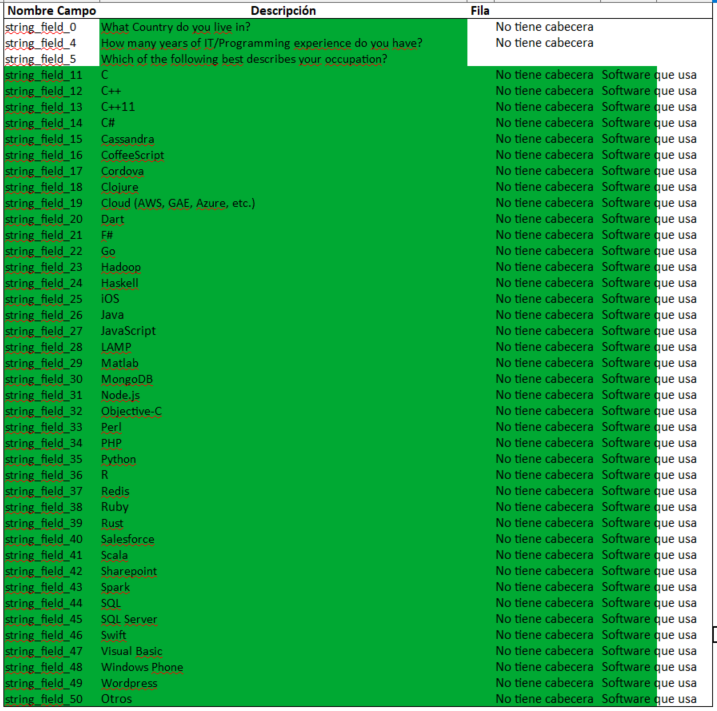 Nombre Campo Descripción Fila
string_field_0 What Country do you live in? No tiene cabecera
string_field_4 How many years of IT/Programming experience do you have? No tiene cabecera
string_field_5 Which of the following best describes your occupation?
string_field_11 C No tiene cabecera Software que usa
string_field_12 C++ No tiene cabecera Software que usa
string_field_13 C++11 No tiene cabecera Software que usa
string_field_14 C# No tiene cabecera Software que usa
string_field_15 Cassandra No tiene cabecera Software que usa
string_field_16 CoffeeScript No tiene cabecera Software que usa
string_field_17 Cordova No tiene cabecera Software que usa
string_field_18 Clojure No tiene cabecera Software que usa
string_field_19 Cloud (AWS, GAE, Azure, etc.) No tiene cabecera Software que usa
string_field_20 Dart No tiene cabecera Software que usa
string_field_21 F# No tiene cabecera Software que usa
string_field_22 Go No tiene cabecera Software que usa
string_field_23 Hadoop No tiene cabecera Software que usa
string_field_24 Haskell No tiene cabecera Software que usa
string_field_25 iOS No tiene cabecera Software que usa
string_field_26 Java No tiene cabecera Software que usa
string_field_27 JavaScript No tiene cabecera Software que usa
string_field_28 LAMP No tiene cabecera Software que usa
string_field_29 Matlab No tiene cabecera Software que usa
string_field_30 MongoDB No tiene cabecera Software que usa
string_field_31 Node.js No tiene cabecera Software que usa
string_field_32 Objective-C No tiene cabecera Software que usa
string_field_33 Perl No tiene cabecera Software que usa
string_field_34 PHP No tiene cabecera Software que usa
string_field_35 Python No tiene cabecera Software que usa
string_field_36 R No tiene cabecera Software que usa
string_field_37 Redis No tiene cabecera Software que usa
string_field_38 Ruby No tiene cabecera Software que usa
string_field_39 Rust No tiene cabecera Software que usa
string_field_40 Salesforce No tiene cabecera Software que usa
string_field_41 Scala No tiene cabecera Software que usa
string_field_42 Sharepoint No tiene cabecera Software que usa
string_field_43 Spark No tiene cabecera Software que usa
string_field_44 SQL No tiene cabecera Software que usa
string_field_45 SQL Server No tiene cabecera Software que usa
string_field_46 Swift No tiene cabecera Software que usa
string_field_47 Visual Basic No tiene cabecera Software que usa
string_field_48 Windows Phone No tiene cabecera Software que usa
string_field_49 Wordpress No tiene cabecera Software que usa
string_field_50 Otros No tiene cabecera Software que usa